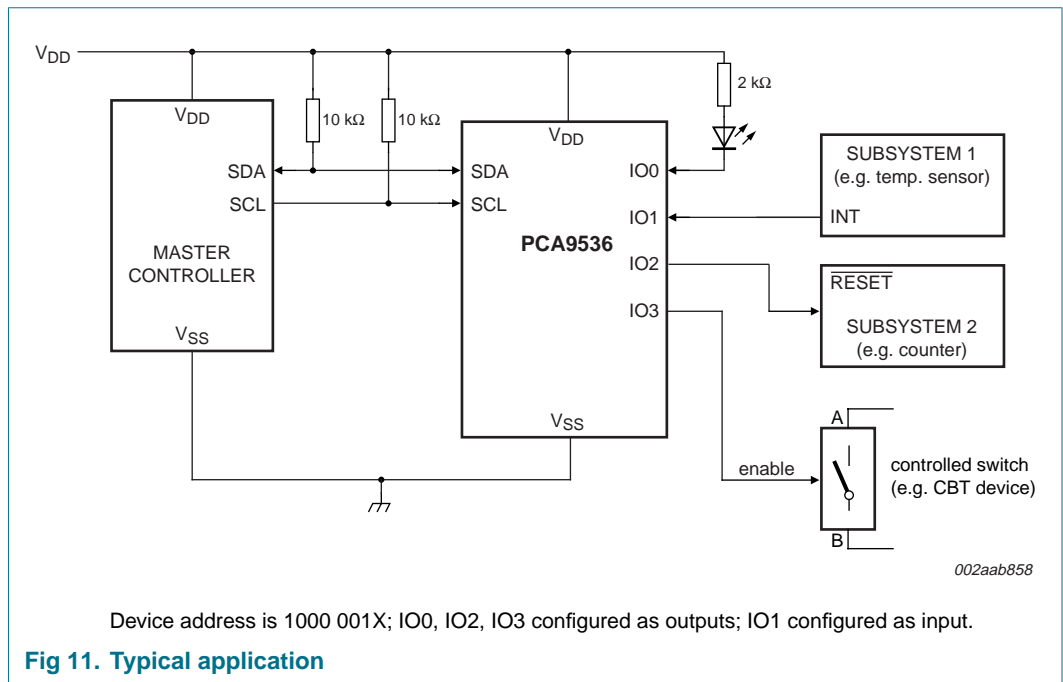 VDD
VDD
10 kΩ
10 kΩ
VDD
2 kΩ
SDA
SCL
MASTER
CONTROLLER
VSS
SDA
SCL
PCA9536
IO0
IO1
IO2
IO3
VSS
SUBSYSTEM 1
(e.g. temp. sensor)
INT
RESET
SUBSYSTEM 2
(e.g. counter)
enable
A
B
controlled switch
(e.g. CBT device)
002aab858
Device address is 1000 001X; IO0, IO2, IO3 configured as outputs; IO1 configured as input.
Fig 11. Typical application